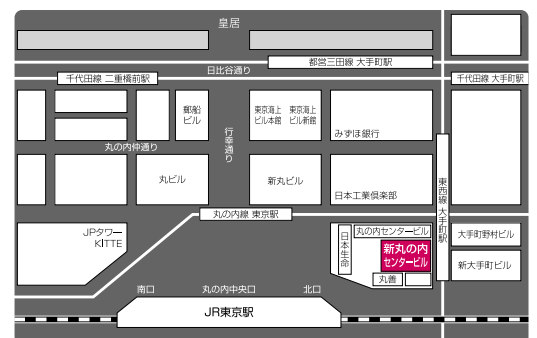 皇居
都営三田線 大手町駅
日比谷通り
千代田線 二重橋前駅
千代田線 大手町駅
郵船
ビル
行幸通り
東京海上
ビル本館
東京海上
ビル新館
みずほ銀行
丸の内仲通り
丸ビル
新丸ビル
日本工業倶楽部
東西線 大手町駅
丸の内線 東京駅
JPタワー
KITTE
日本生命
丸の内センタービル
新丸の内
センタービル
丸善
大手町野村ビル
新大手町ビル
南口
丸の内中央口
北口
JR東京駅